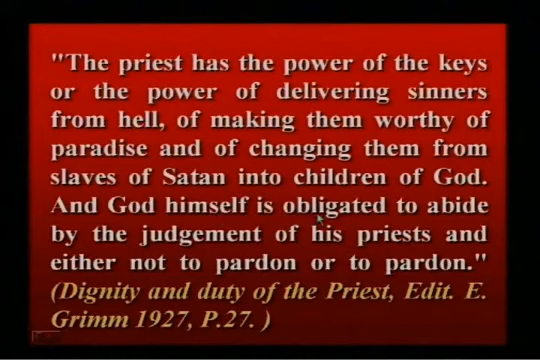 "The priest has the power of the keys
or the power of delivering sinners
from hell, of making them worthy of
paradise and of changing them from
slaves of Satan into children of God.
And God himself is obligated to abide
by the judgement of his priests and
either not to pardon or to pardon."
(Dignity and duty of the Priest, Edit. E.
Grimm 1927, P.27. )